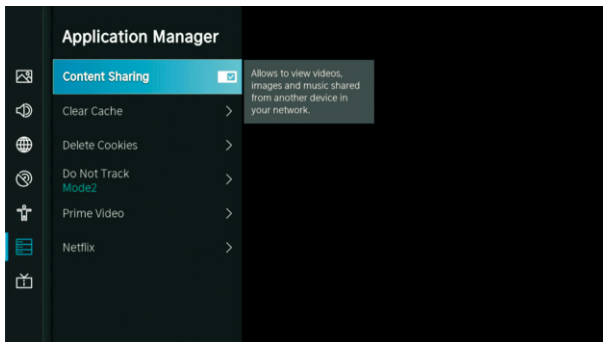 Application Manager
Content Sharing
Allows to view videos,
images and music shared
from another device in
your network.
Clear Cache
Delete Cookies
Do Not Track
Mode2
Prime Video
Netflix